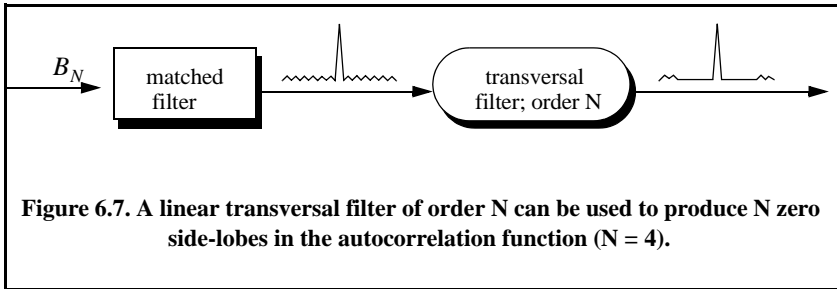 B_N
matched
filter
transversal
filter; order N
Figure 6.7. A linear transversal filter of order N can be used to produce N zero
side-lobes in the autocorrelation function (N = 4).